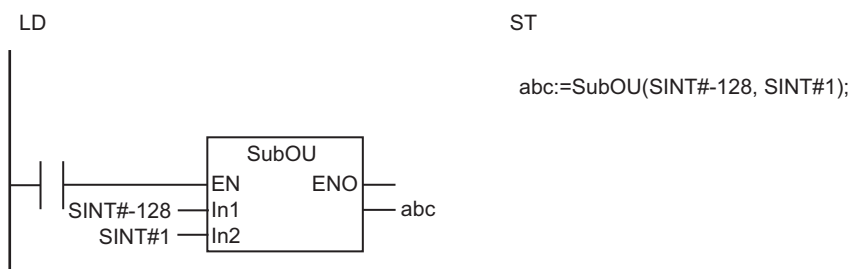 LD
ST
abc:=SubOU(SINT#-128, SINT#1);
SubOU
EN ENO
SINT#-128 In1 abc
SINT#1 In2